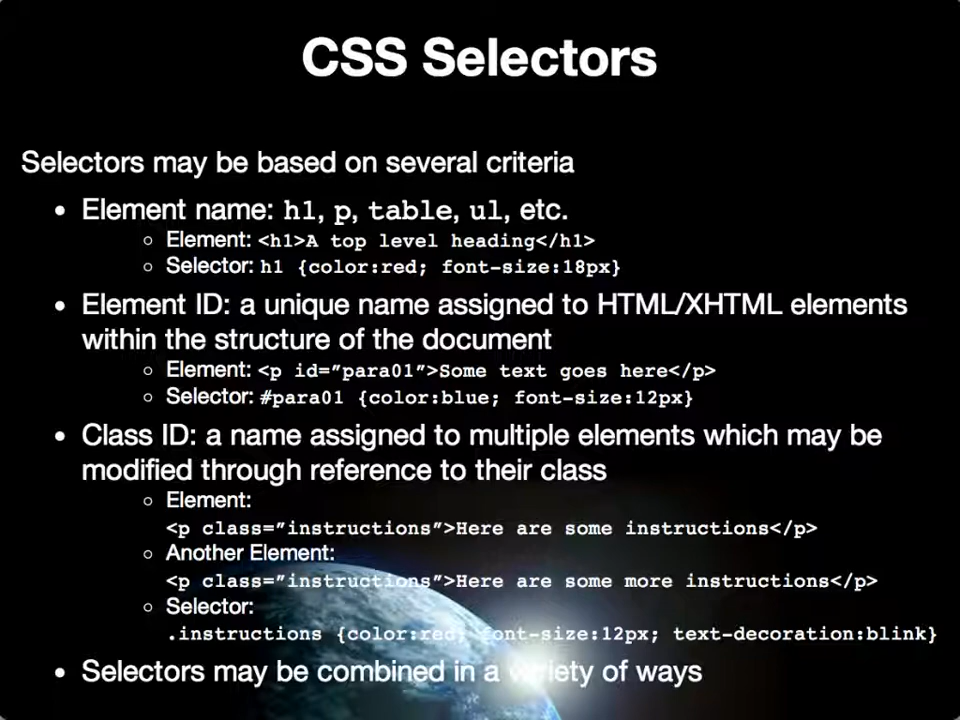 CSS Selectors
Selectors may be based on several criteria
• Element name: h1, p, table, ul, etc.
◦ Element: <h1>A top level heading</h1>
◦ Selector: h1 {color:red; font-size:18px}
• Element ID: a unique name assigned to HTML/XHTML elements
within the structure of the document
◦ Element: <p id=”para01”>Some text goes here</p>
◦ Selector: #para01 {color:blue; font-size:12px}
• Class ID: a name assigned to multiple elements which may be
modified through reference to their class
◦ Element:
<p class=”instructions”>Here are some instructions</p>
◦ Another Element:
<p class=”instructions”>Here are some more instructions</p>
◦ Selector:
.instructions {color:red; font-size:12px; text-decoration:blink}
• Selectors may be combined in a variety of ways